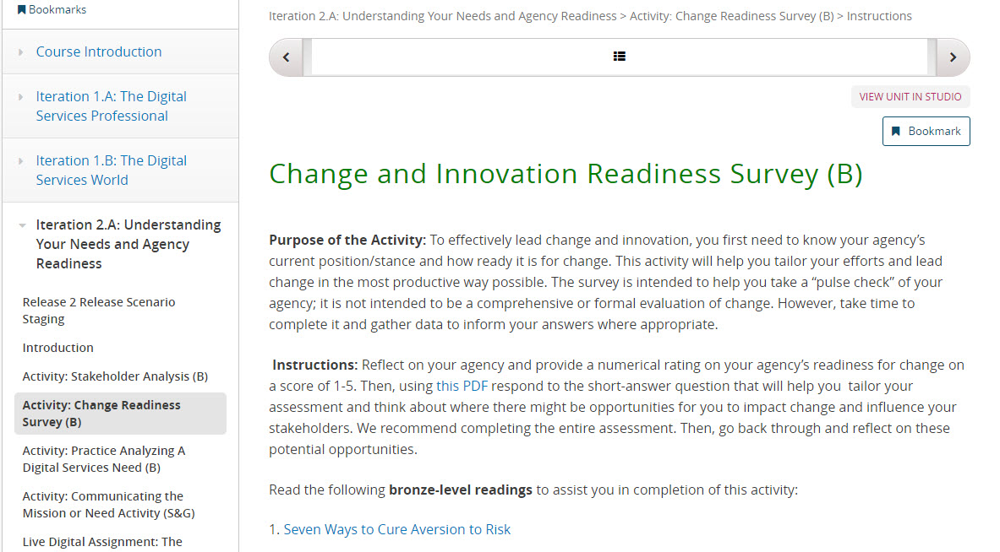 Bookmarks
Course Introduction
Iteration 1.A: The Digital
Services Professional
Iteration 1.B: The Digital
Services World
Iteration 2.A: Understanding
Your Needs and Agency
Readiness
Release 2 Release Scenario
Staging
Introduction
Activity: Stakeholder Analysis (B)
Activity: Change Readiness
Survey (B)
Activity: Practice Analyzing A
Digital Services Need (B)
Activity: Communicating the
Mission or Need Activity (S&G)
Live Digital Assignment: The
Iteration 2.A: Understanding Your Needs and Agency Readiness > Activity: Change Readiness Survey (B) > Instructions
VIEW UNIT IN STUDIO
Bookmark
Change and Innovation Readiness Survey (B)
Purpose of the Activity: To effectively lead change and innovation, you first need to know your agency’s
current position/stance and how ready it is for change. This activity will help you tailor your efforts and lead
change in the most productive way possible. The survey is intended to help you take a “pulse check” of your
agency; it is not intended to be a comprehensive or formal evaluation of change. However, take time to
complete it and gather data to inform your answers where appropriate.
Instructions: Reflect on your agency and provide a numerical rating on your agency’s readiness for change on
a score of 1-5. Then, using this PDF respond to the short-answer question that will help you  tailor your
assessment and think about where there might be opportunities for you to impact change and influence your
stakeholders. We recommend completing the entire assessment. Then, go back through and reflect on these
potential opportunities.
Read the following bronze-level readings to assist you in completion of this activity:
1. Seven Ways to Cure Aversion to Risk